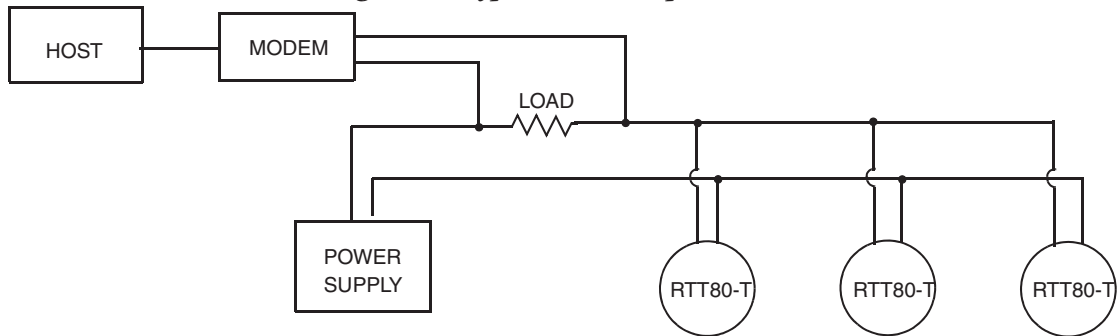 HOST
MODEM
LOAD
POWER
SUPPLY
RTT80-T
RTT80-T
RTT80-T